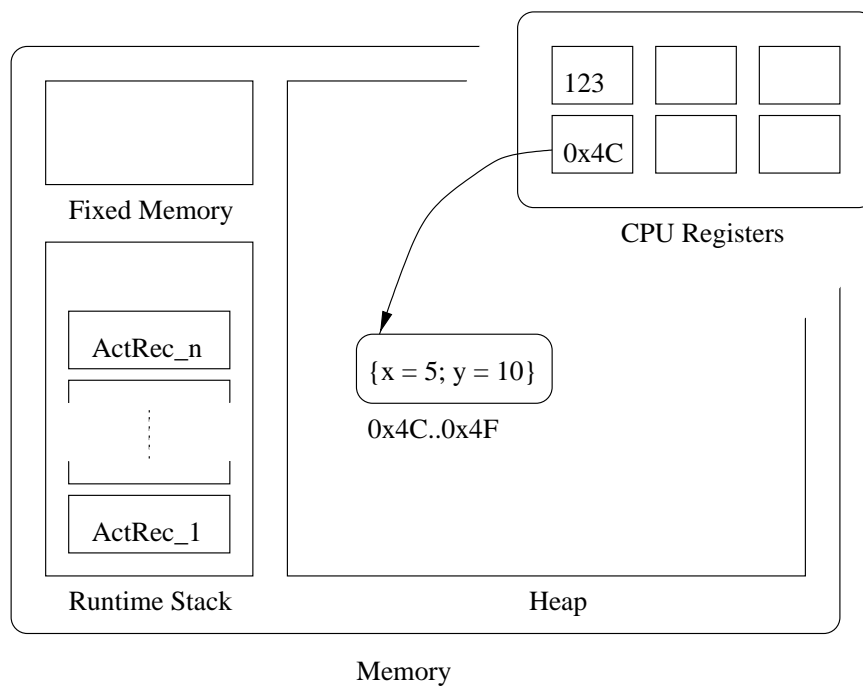 123
0x4C
Fixed Memory
CPU Registers
ActRec_n
{x = 5; y = 10}
0x4C..0x4F
ActRec_1
Runtime Stack
Heap
Memory